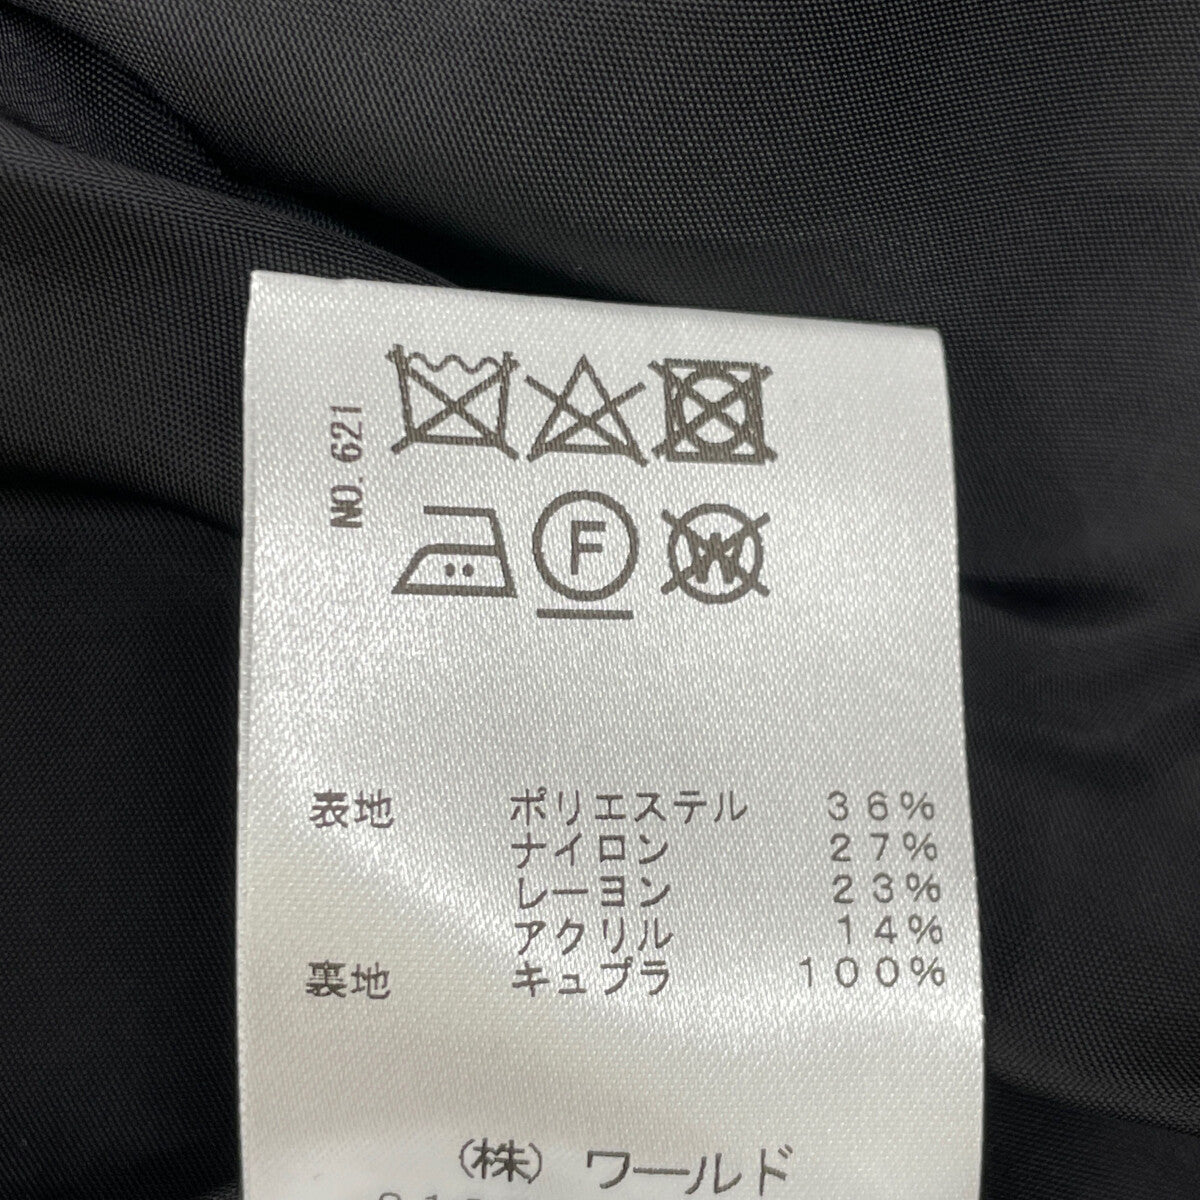 NO. 621
F
W
表地 ポリエステル 36%
ナイロン 27%
レーヨン 23%
アクリル 14%
裏地 キュプラ 100%
(株) ワールド